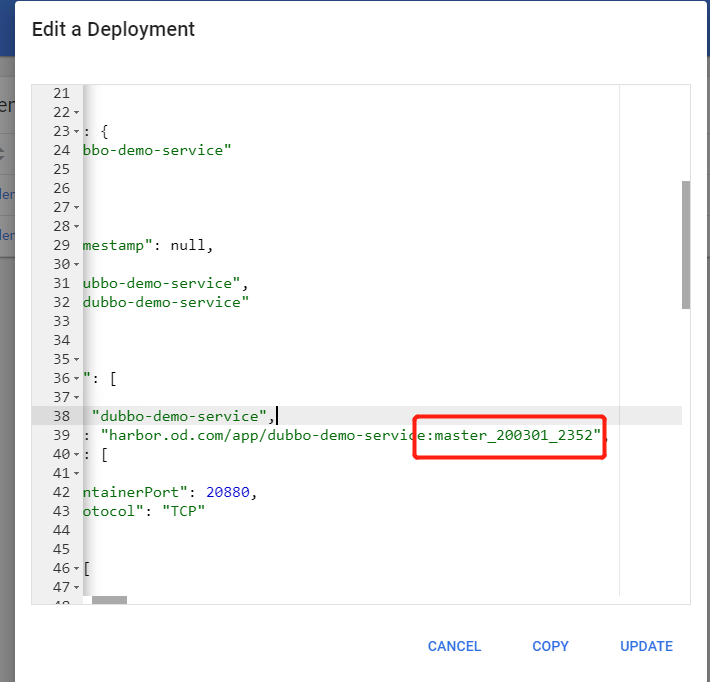 Edit a Deployment
er
21
22
23 : {
24 bbo-demo-service"
25
26
27
28
29 mestamp": null,
30
31 ubbo-demo-service",
32 dubbo-demo-service"
33
34
35
36 ": [
37
38 "dubbo-demo-service",
39 : "harbor.od.com/app/dubbo-demo-service:master_200301_2352",
40 : [
41
42 ntainerPort": 20880,
43 otocol": "TCP"
44
45
46 [
47
48
der
der
CANCEL COPY UPDATE